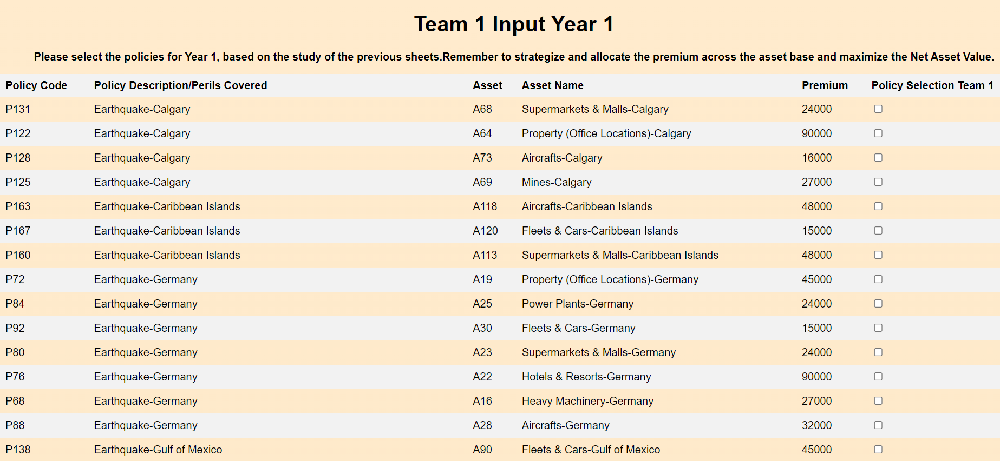 Team 1 Input Year 1
Please select the policies for Year 1, based on the study of the previous sheets.Remember to strategize and allocate the premium across the asset base and maximize the Net Asset Value.
Policy Code Policy Description/Perils Covered Asset Asset Name Premium Policy Selection Team 1
P131 Earthquake-Calgary A68 Supermarkets & Malls-Calgary 24000
P122 Earthquake-Calgary A64 Property (Office Locations)-Calgary 90000
P128 Earthquake-Calgary A73 Aircrafts-Calgary 16000
P125 Earthquake-Calgary A69 Mines-Calgary 27000
P163 Earthquake-Caribbean Islands A118 Aircrafts-Caribbean Islands 48000
P167 Earthquake-Caribbean Islands A120 Fleets & Cars-Caribbean Islands 15000
P160 Earthquake-Caribbean Islands A113 Supermarkets & Malls-Caribbean Islands 48000
P72 Earthquake-Germany A19 Property (Office Locations)-Germany 45000
P84 Earthquake-Germany A25 Power Plants-Germany 24000
P92 Earthquake-Germany A30 Fleets & Cars-Germany 15000
P80 Earthquake-Germany A23 Supermarkets & Malls-Germany 24000
P76 Earthquake-Germany A22 Hotels & Resorts-Germany 90000
P68 Earthquake-Germany A16 Heavy Machinery-Germany 27000
P88 Earthquake-Germany A28 Aircrafts-Germany 32000
P138 Earthquake-Gulf of Mexico A90 Fleets & Cars-Gulf of Mexico 45000